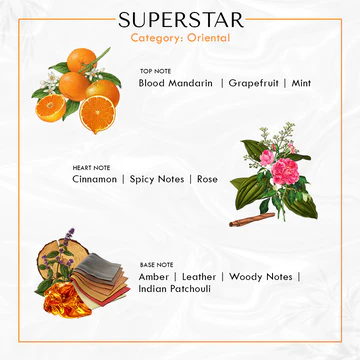 SUPERSTAR
Category: Oriental
TOP NOTE
Blood Mandarin | Grapefruit | Mint
HEART NOTE
Cinnamon | Spicy Notes | Rose
BASE NOTE
Amber | Leather | Woody Notes |
Indian Patchouli